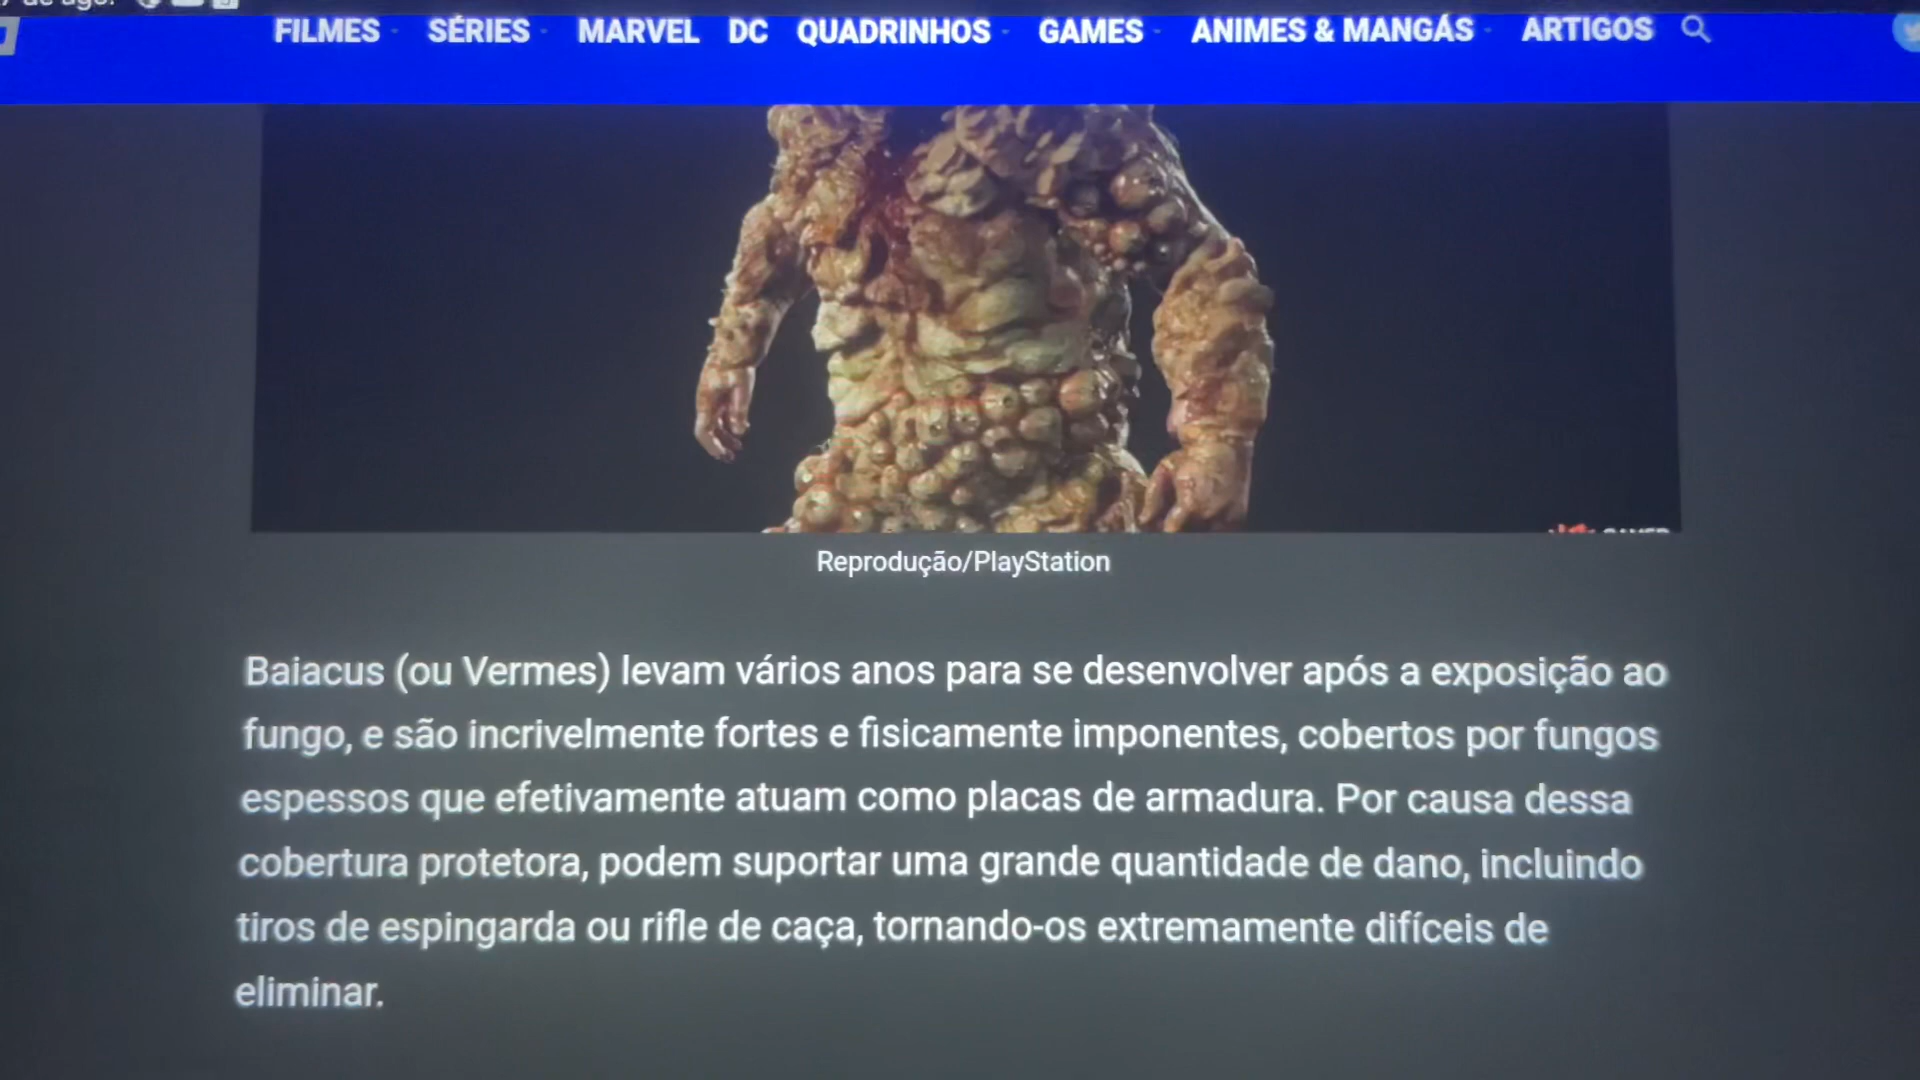 FILMES SÉRIES MARVEL DC QUADRINHOS GAMES ANIMES & MANGÁS ARTIGOS
Reprodução/PlayStation
Baiacus (ou Vermes) levam vários anos para se desenvolver após a exposição ao
fungo, e são incrivelmente fortes e fisicamente imponentes, cobertos por fungos
espessos que efetivamente atuam como placas de armadura. Por causa dessa
cobertura protetora, podem suportar uma grande quantidade de dano, incluindo
tiros de espingarda ou rifle de caça, tornando-os extremamente difíceis de
eliminar.